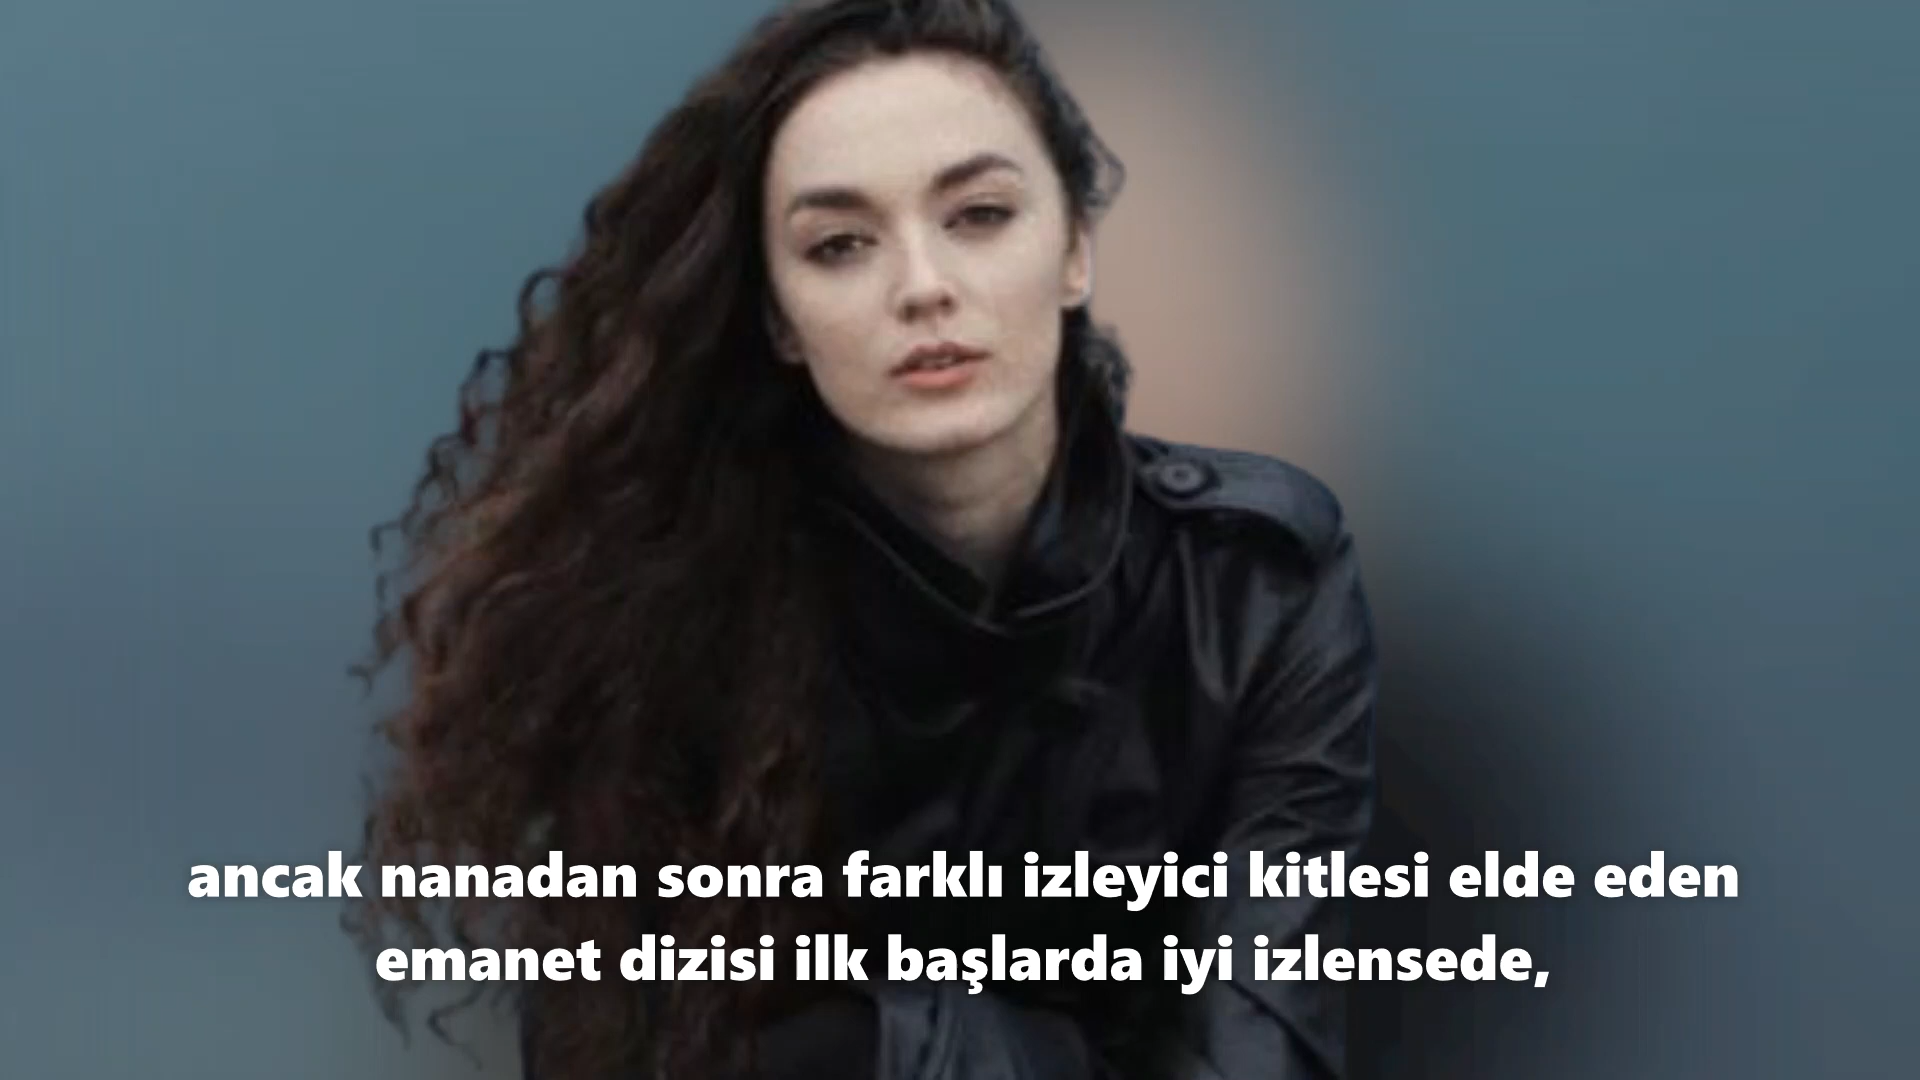 ancak nanadan sonra farklı izleyici kitlesi elde eden
emanet dizisi ilk başlarda iyi izlensede,